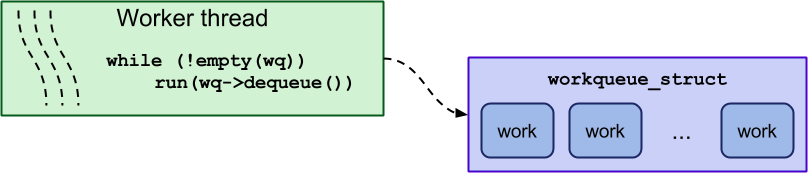 Worker thread
while (!empty(wq))
run(wq->dequeue())
workqueue_struct
work work ... work